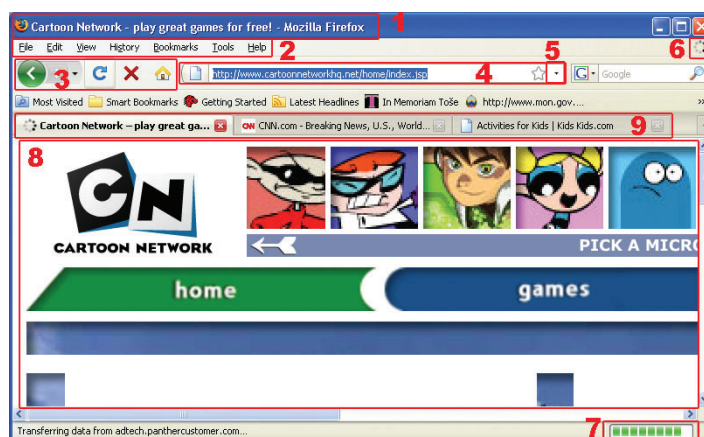 Cartoon Network - play great games for free! - Mozilla Firefox 1
File Edit View History Bookmarks Tools Help 2 5 6
3 http://www.cartoonnetworkhq.net/home/index.jsp 4 G Google
Most Visited Smart Bookmarks Getting Started Latest Headlines In Memoriam Toše http://www.mon.gov.... »
Cartoon Network – play great ga... CNN CNN.com - Breaking News, U.S., World... Activities for Kids | Kids Kids.com 9
8
CN
CARTOON NETWORK
PICK A MICRO
home games
Transferring data from adtech.panthercustomer.com... 7